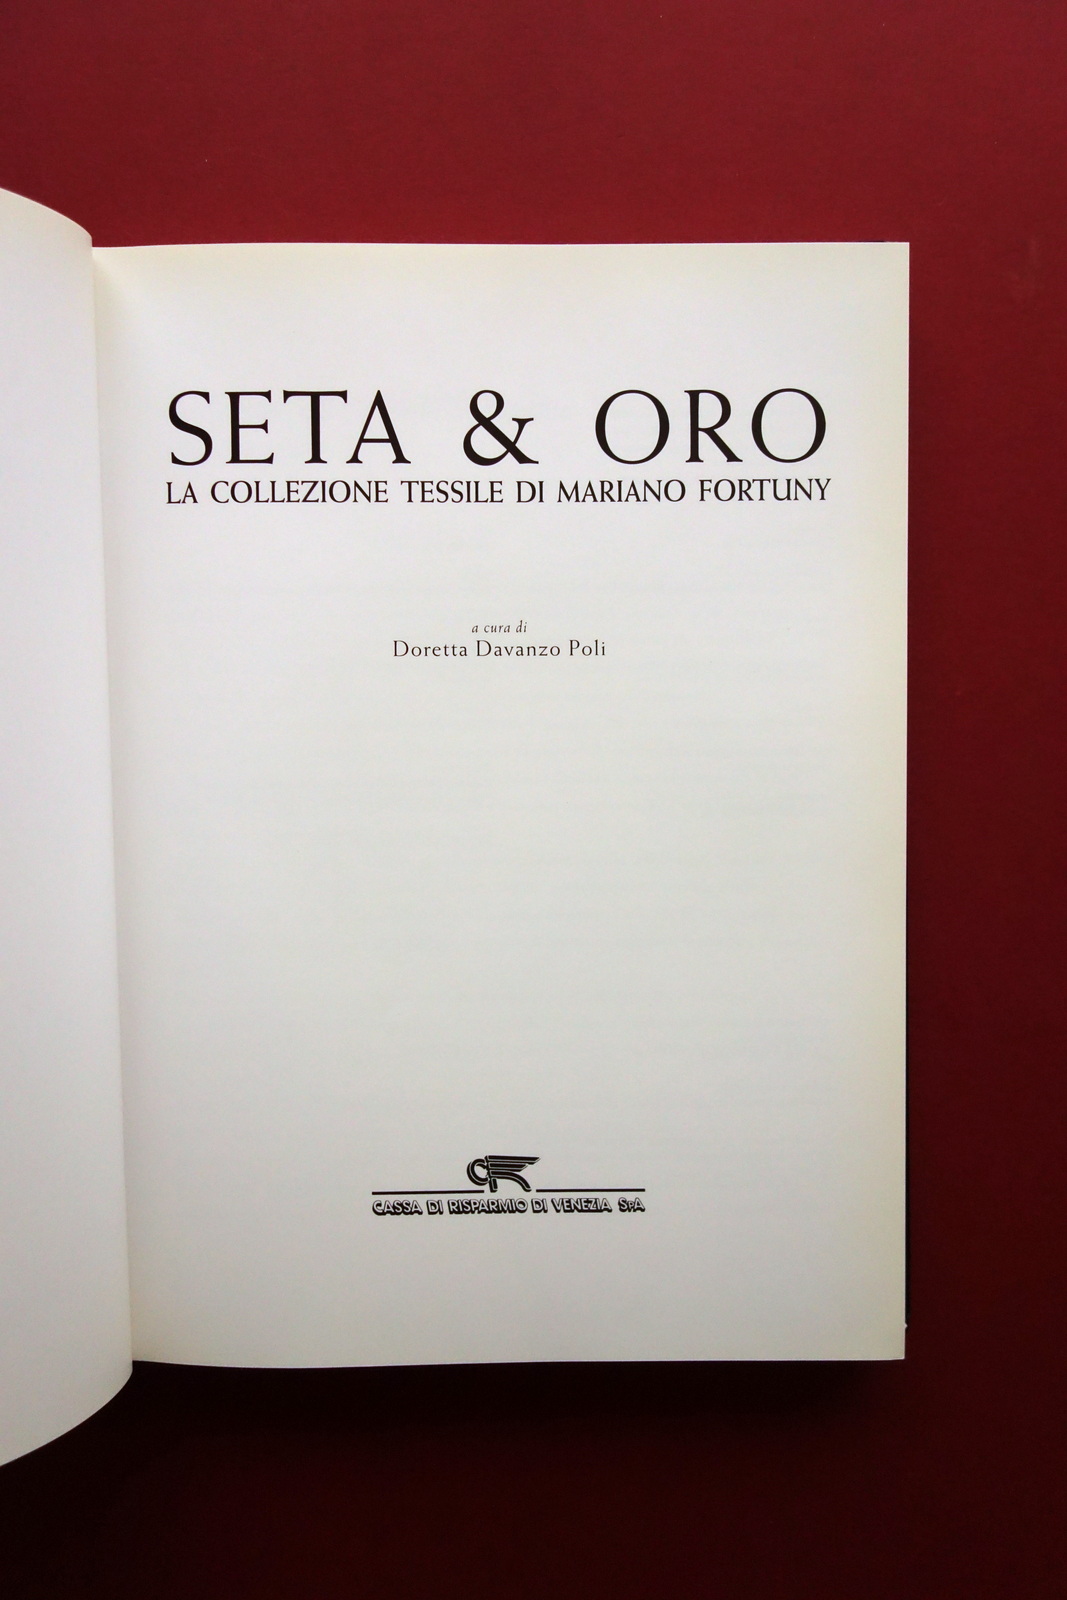 SETA & ORO
LA COLLEZIONE TESSILE DI MARIANO FORTUNY
a cura di
Doretta Davanzo Poli
CASSA DI RISPARMIO DI VENEZIA SpA